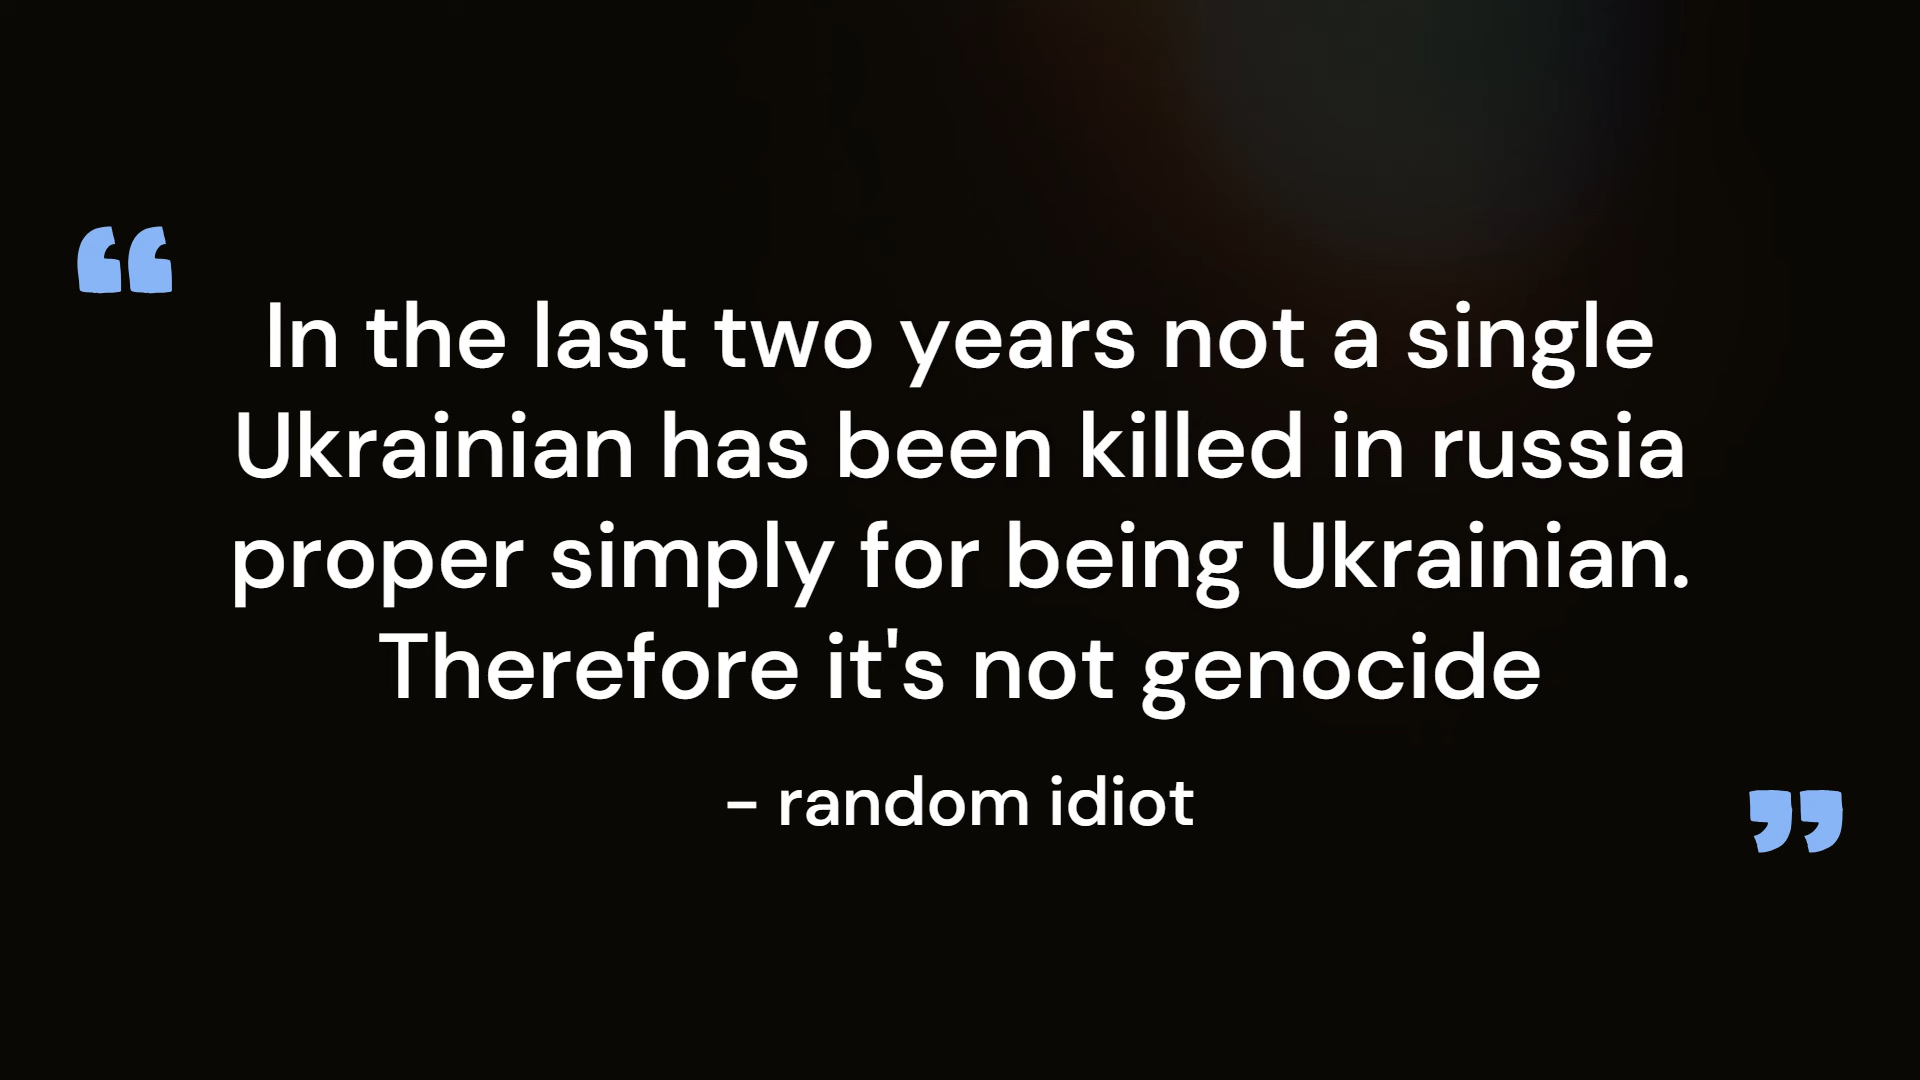 “
In the last two years not a single
Ukrainian has been killed in russia
proper simply for being Ukrainian.
Therefore it's not genocide
- random idiot
”